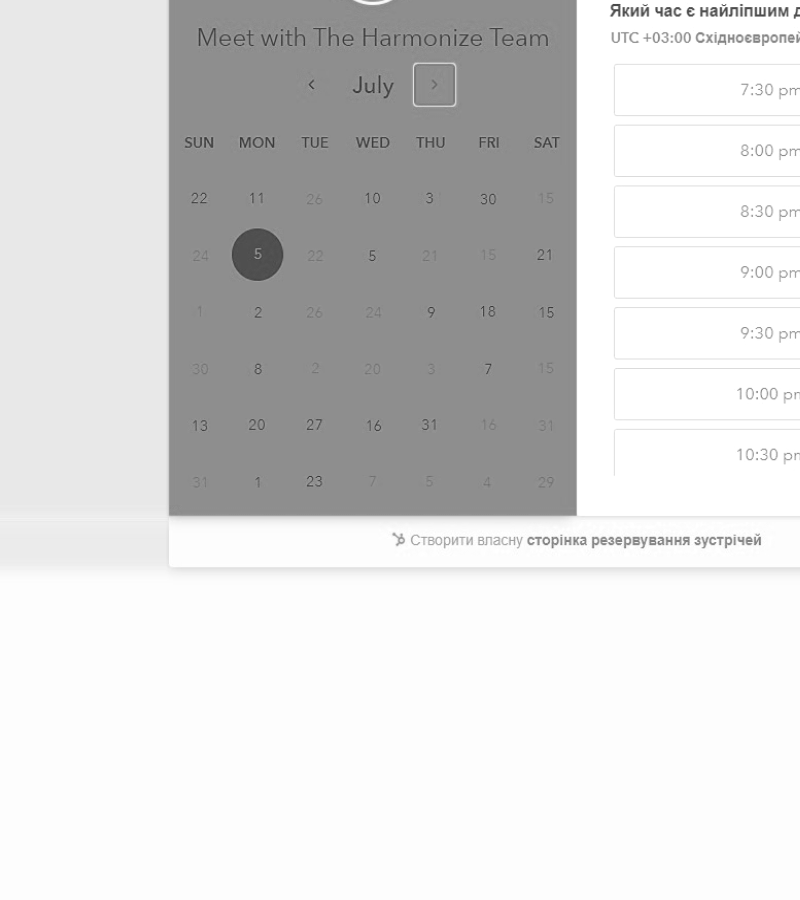 Meet with The Harmonize Team
July
SUN MON TUE WED THU FRI SAT
22 11 26 10 3 30 15
24 5 22 5 21 15 21
1 2 26 24 9 18 15
30 8 2 20 3 7 15
13 20 27 16 31 16 31
31 1 23 7 5 4 29
Який час є найліпшим
UTC +03:00
7:30 pm
8:00 pm
8:30 pm
9:00 pm
9:30 pm
10:00 pm
10:30 pm
Створити власну сторінка резервування зустрічей